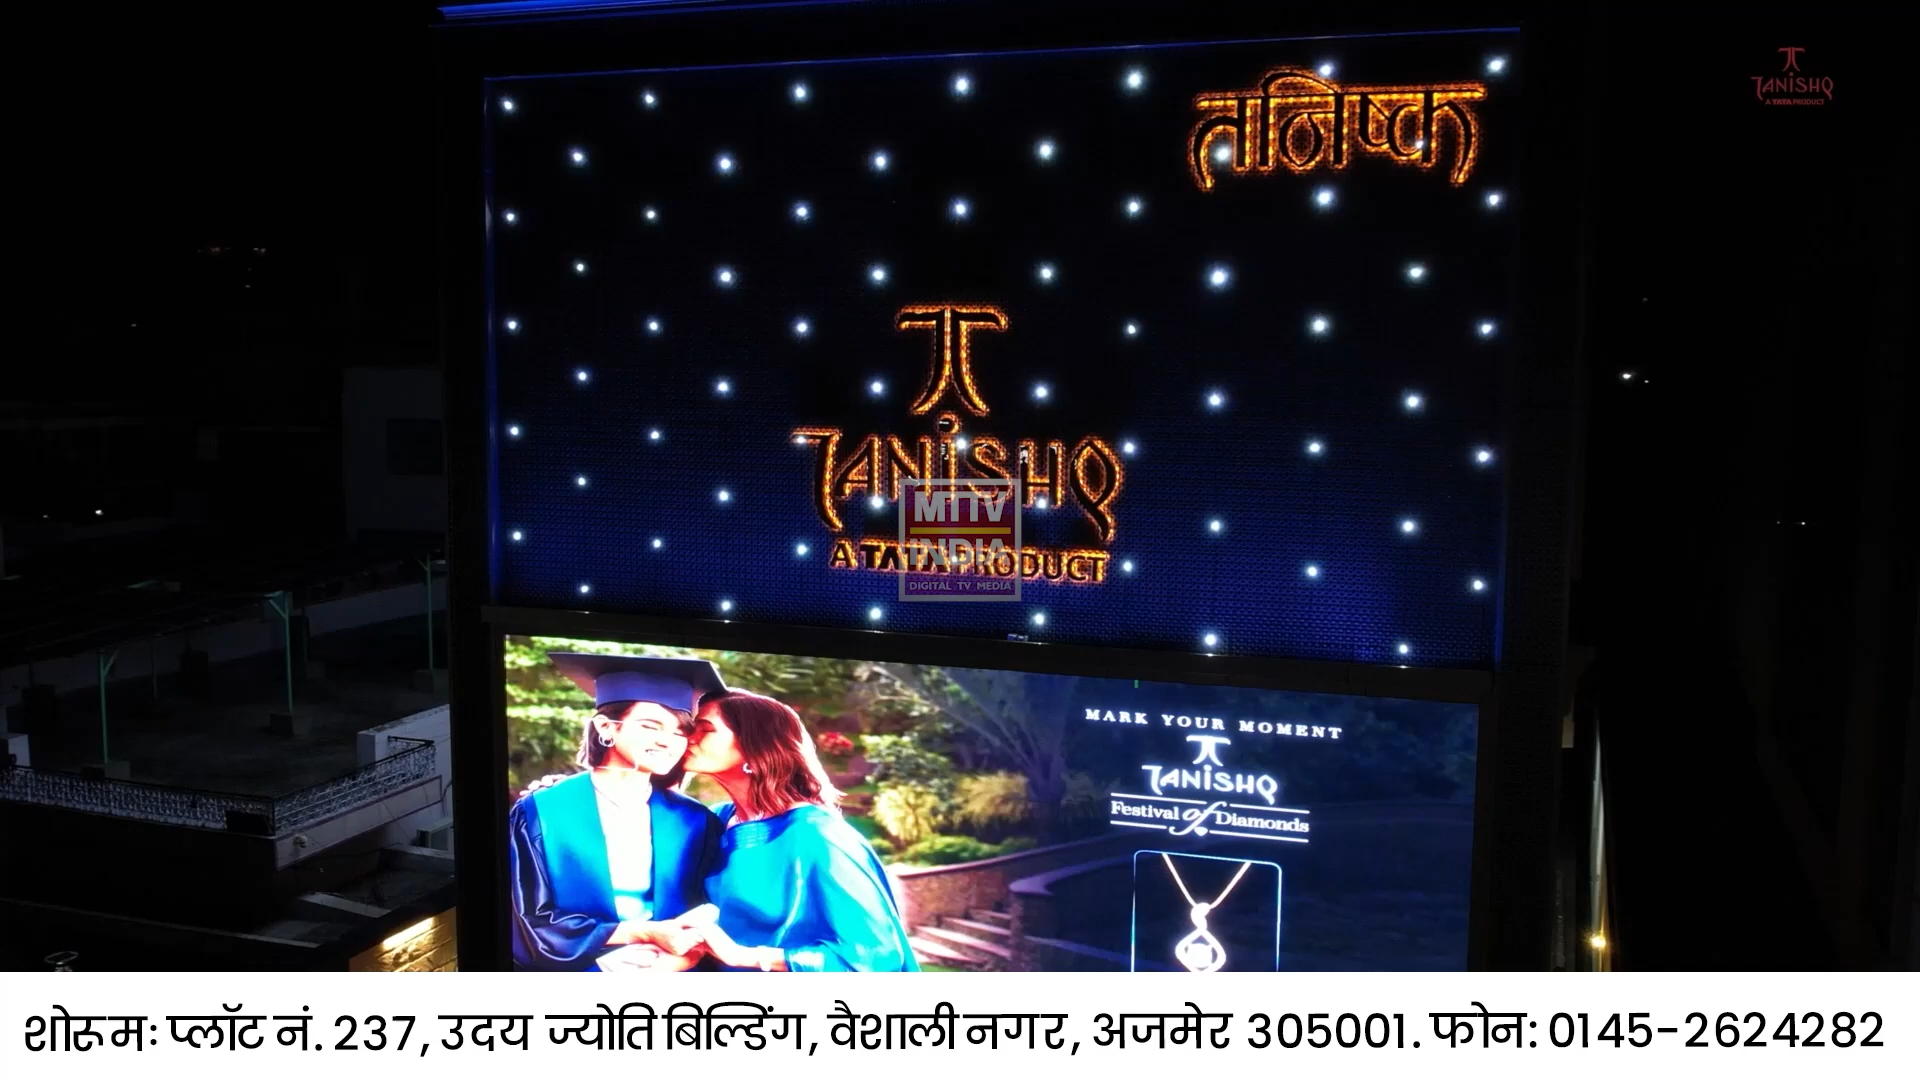 तनिष्क
TANISHQ
A TATA PRODUCT
TANISHQ
A TATA PRODUCT
MTTV
INDIA
DIGITAL TV MEDIA
MARK YOUR MOMENT
TANISHQ
Festival of Diamonds
शोरूमः प्लॉट नं. 237, उदय ज्योति बिल्डिंग, वैशाली नगर, अजमेर 305001. फोन: 0145-2624282